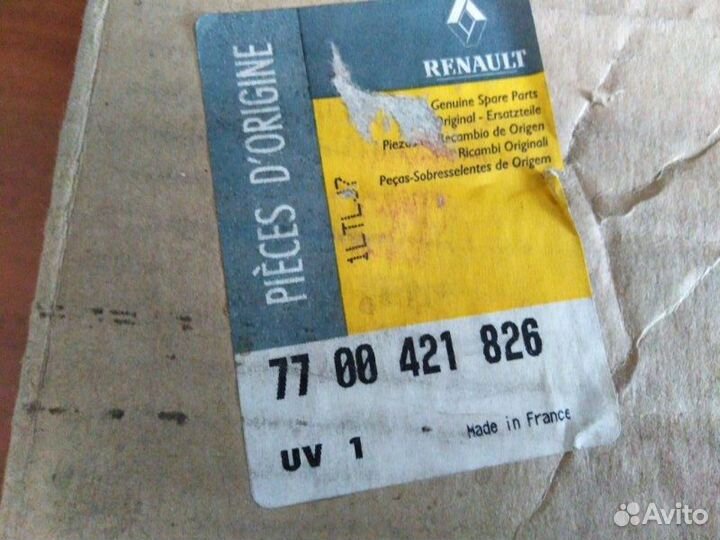 RENAULT
PIÈCES D'ORIGINE
Genuine Spare Parts
Original - Ersatzteile
Recambio de Origen
Ricambi Originali
Peças-Sobresselentes de Origem
77 00 421 826
UV 1
Made in France
Avito